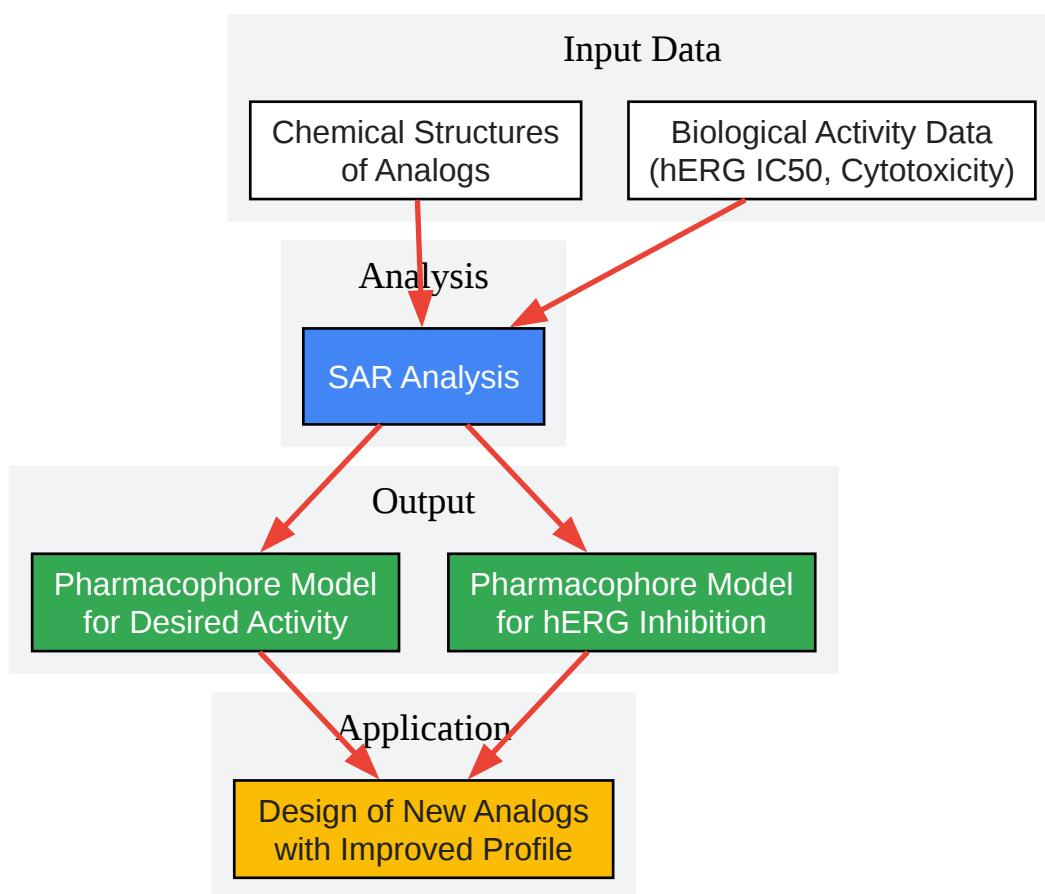 Input Data
Chemical Structures
of Analogs
Biological Activity Data
(hERG IC50, Cytotoxicity)
Analysis
SAR Analysis
Output
Pharmacophore Model
for Desired Activity
Pharmacophore Model
for hERG Inhibition
Application
Design of New Analogs
with Improved Profile